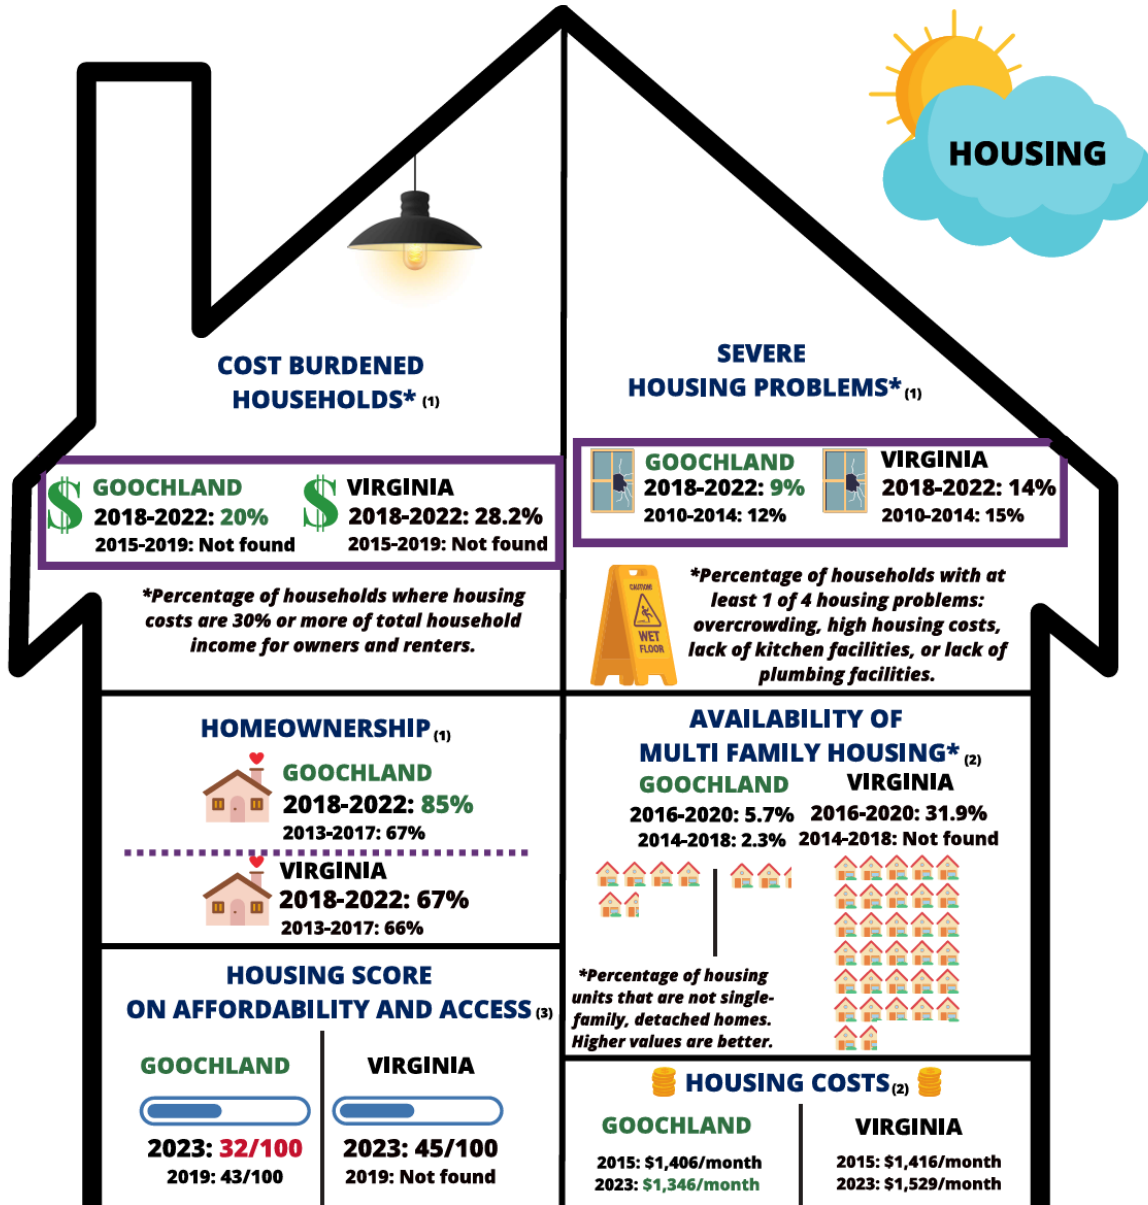 HOUSING
COST BURDENED
HOUSEHOLDS* (1)
GOOCHLAND
2018-2022: 20%
2015-2019: Not found
VIRGINIA
2018-2022: 28.2%
2015-2019: Not found
*Percentage of households where housing
costs are 30% or more of total household
income for owners and renters.
SEVERE
HOUSING PROBLEMS* (1)
GOOCHLAND
2018-2022: 9%
2010-2014: 12%
VIRGINIA
2018-2022: 14%
2010-2014: 15%
CAUTION!
WET
FLOOR
*Percentage of households with at
least 1 of 4 housing problems:
overcrowding, high housing costs,
lack of kitchen facilities, or lack of
plumbing facilities.
HOMEOWNERSHIP (1)
GOOCHLAND
2018-2022: 85%
2013-2017: 67%
VIRGINIA
2018-2022: 67%
2013-2017: 66%
AVAILABILITY OF
MULTI FAMILY HOUSING* (2)
GOOCHLAND
2016-2020: 5.7%
2014-2018: 2.3%
VIRGINIA
2016-2020: 31.9%
2014-2018: Not found
*Percentage of housing
units that are not single-
family, detached homes.
Higher values are better.
HOUSING SCORE
ON AFFORDABILITY AND ACCESS (3)
GOOCHLAND
2023: 32/100
2019: 43/100
VIRGINIA
2023: 45/100
2019: Not found
HOUSING COSTS (2)
GOOCHLAND
2015: $1,406/month
2023: $1,346/month
VIRGINIA
2015: $1,416/month
2023: $1,529/month